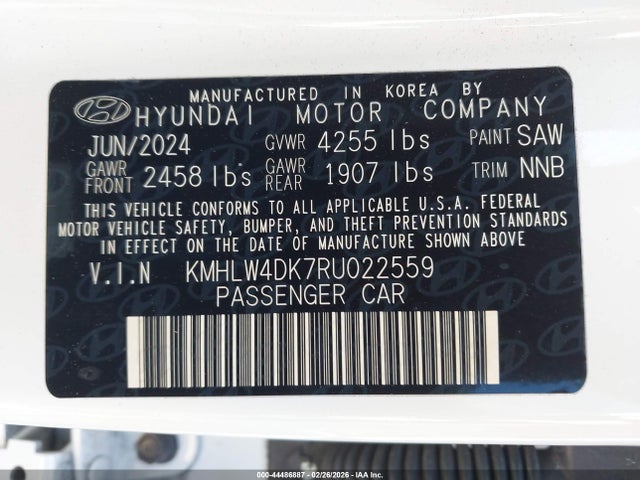 MANUFACTURED IN KOREA BY
HYUNDAI MOTOR COMPANY
JUN/2024 GVWR 4255 lbs PAINT SAW
GAWR FRONT 2458 lbs GAWR REAR 1907 lbs TRIM NNB
THIS VEHICLE CONFORMS TO ALL APPLICABLE U.S.A. FEDERAL
MOTOR VEHICLE SAFETY, BUMPER, AND THEFT PREVENTION STANDARDS
IN EFFECT ON THE DATE OF MANUFACTURE SHOWN ABOVE
V.I.N KMHLW4DK7RU022559
PASSENGER CAR
000-44486887 - 02/26/2026 - IAA Inc.